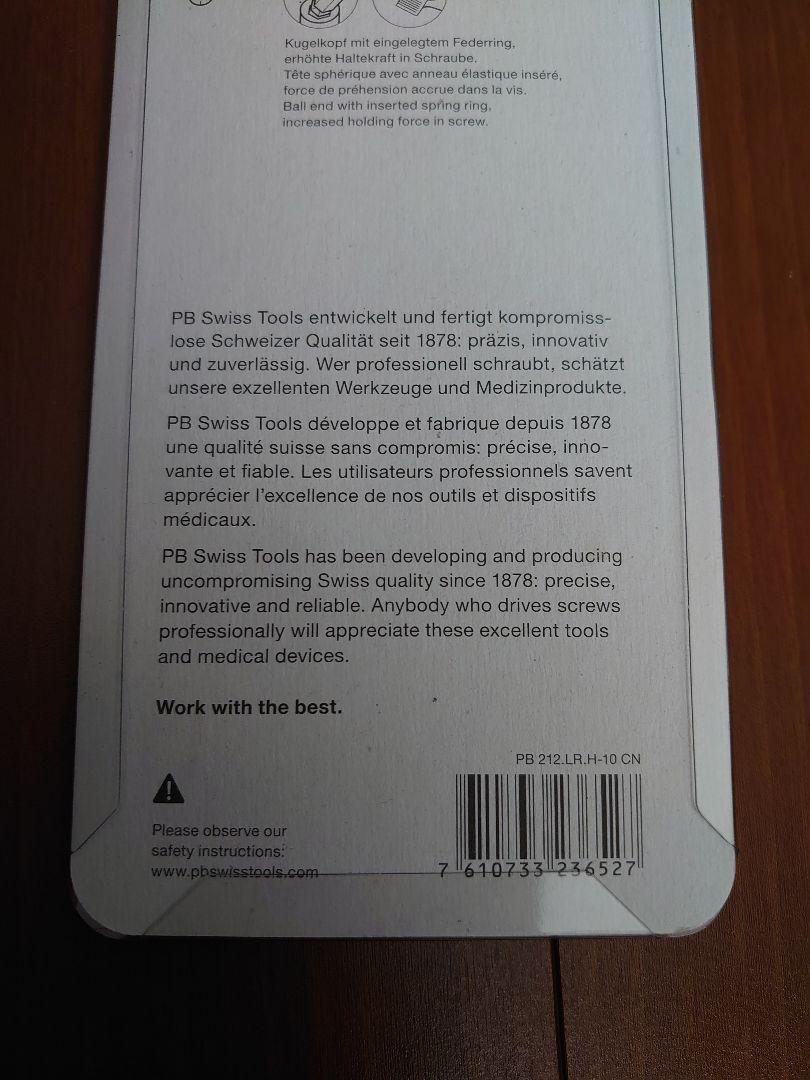 Kugelkopf mit eingelegtem Federring,
erhöhte Haltekraft in Schraube.
Tête sphérique avec anneau élastique inséré,
force de préhension accrue dans la vis.
Ball end with inserted spring ring,
increased holding force in screw.
PB Swiss Tools entwickelt und fertigt kompromiss-
lose Schweizer Qualität seit 1878: präzis, innovativ
und zuverlässig. Wer professionell schraubt, schätzt
unsere exzellenten Werkzeuge und Medizinprodukte.
PB Swiss Tools développe et fabrique depuis 1878
une qualité suisse sans compromis: précise, inno-
vante et fiable. Les utilisateurs professionnels savent
apprécier l'excellence de nos outils et dispositifs
médicaux.
PB Swiss Tools has been developing and producing
uncompromising Swiss quality since 1878: precise,
innovative and reliable. Anybody who drives screws
professionally will appreciate these excellent tools
and medical devices.
Work with the best.
PB 212.LR.H-10 CN
Please observe our
safety instructions:
www.pbswisstools.com
7 610733 236527